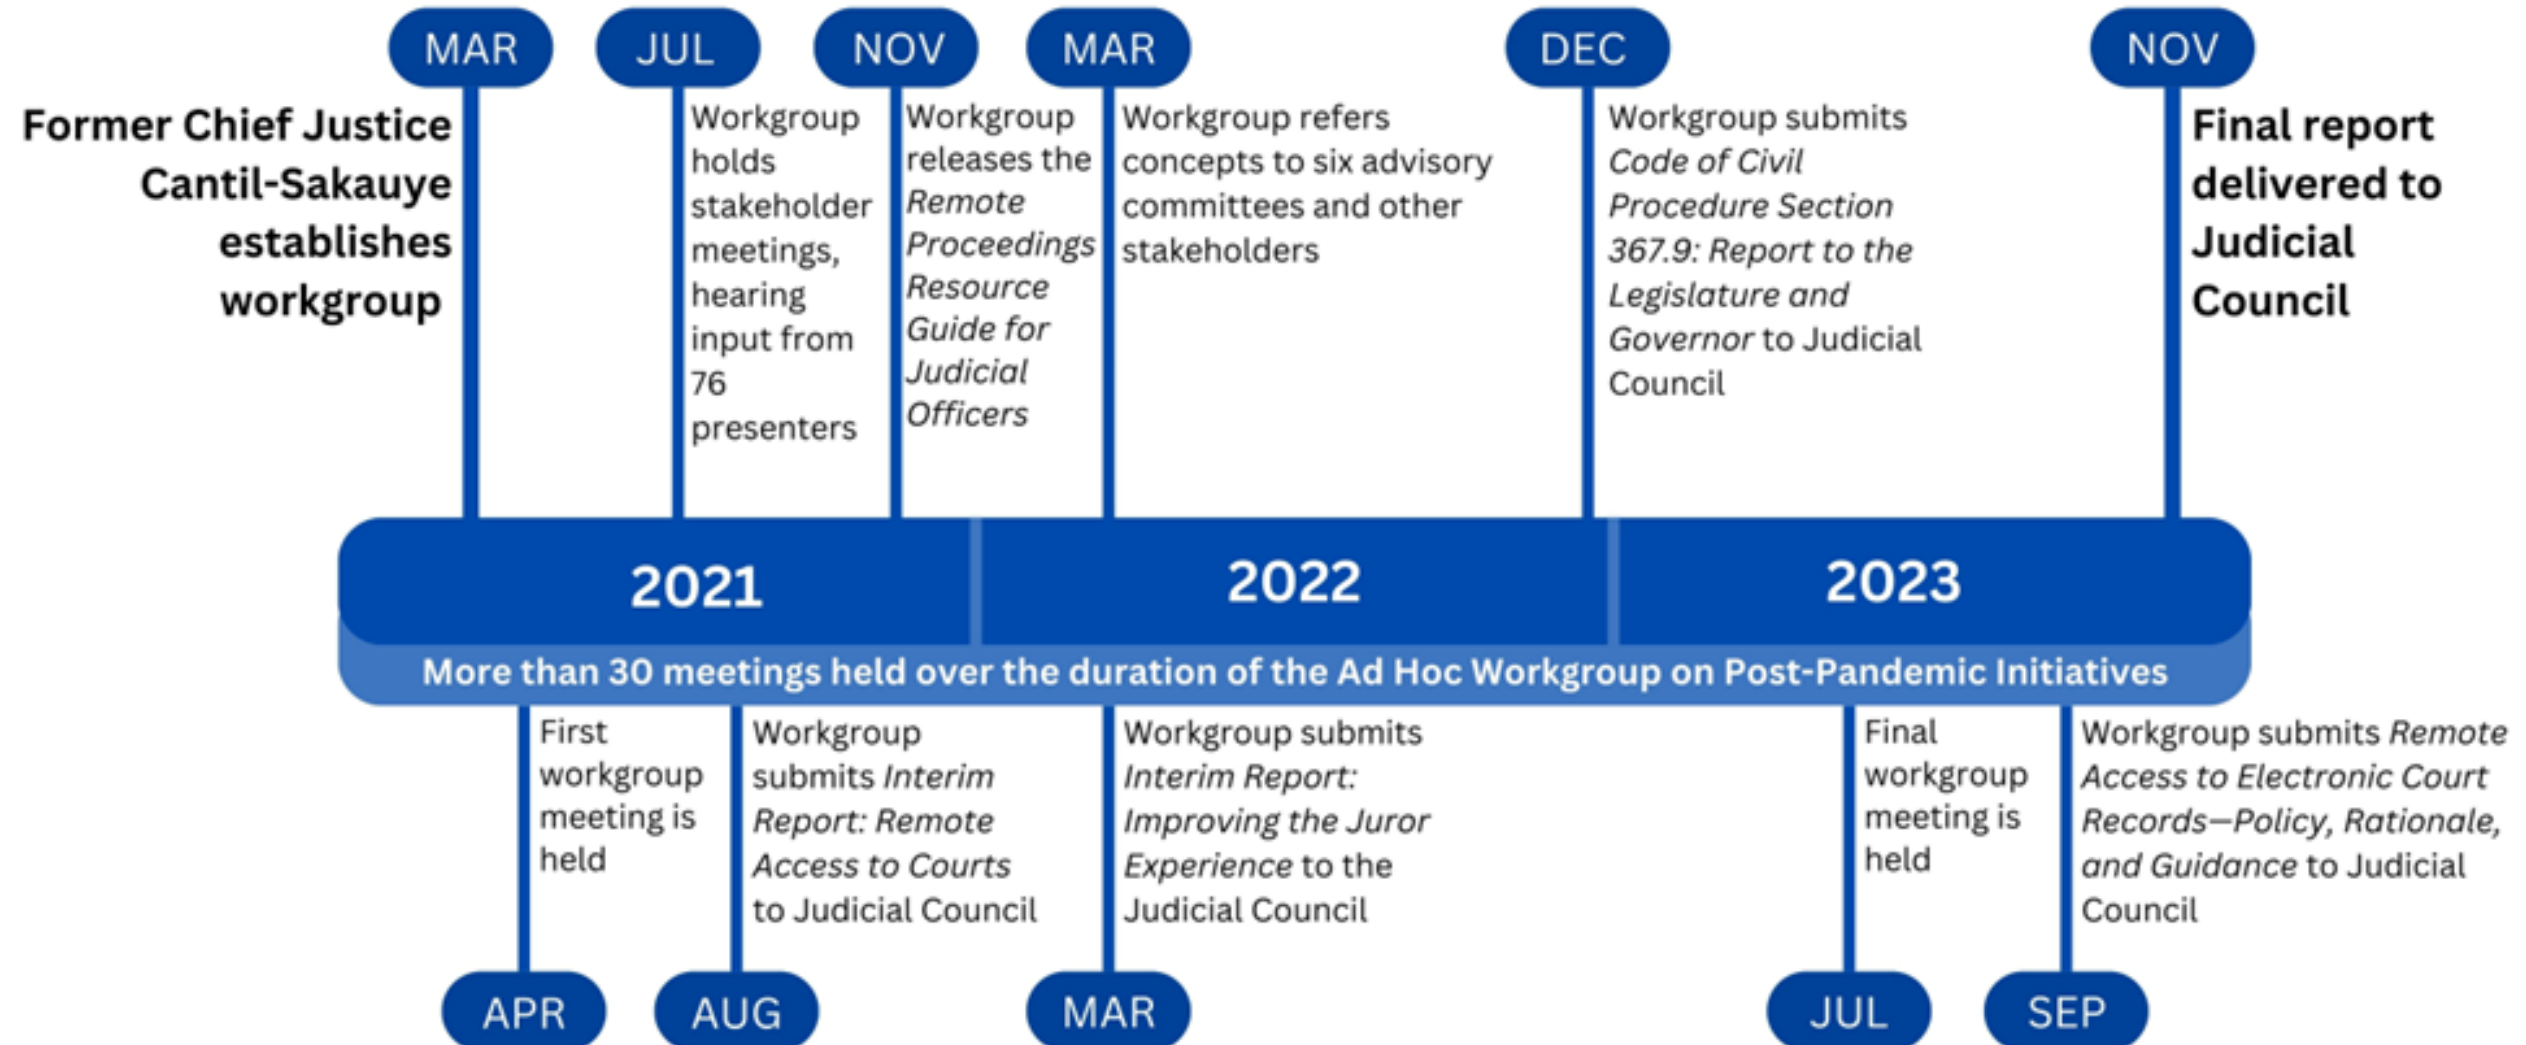 MAR
Former Chief Justice
Cantil-Sakauye
establishes
workgroup
JUL
Workgroup
holds
stakeholder
meetings,
hearing
input from
76
presenters
NOV
Workgroup
releases the
Remote
Proceedings
Resource
Guide for
Judicial
Officers
MAR
Workgroup refers
concepts to six advisory
committees and other
stakeholders
DEC
Workgroup submits
Code of Civil
Procedure Section
367.9: Report to the
Legislature and
Governor to Judicial
Council
NOV
Final report
delivered to
Judicial
Council
2021
2022
2023
More than 30 meetings held over the duration of the Ad Hoc Workgroup on Post-Pandemic Initiatives
First
workgroup
meeting is
held
APR
Workgroup
submits Interim
Report: Remote
Access to Courts
to Judicial Council
AUG
Workgroup submits
Interim Report:
Improving the Juror
Experience to the
Judicial Council
MAR
Final
workgroup
meeting is
held
JUL
Workgroup submits Remote
Access to Electronic Court
Records—Policy, Rationale,
and Guidance to Judicial
Council
SEP